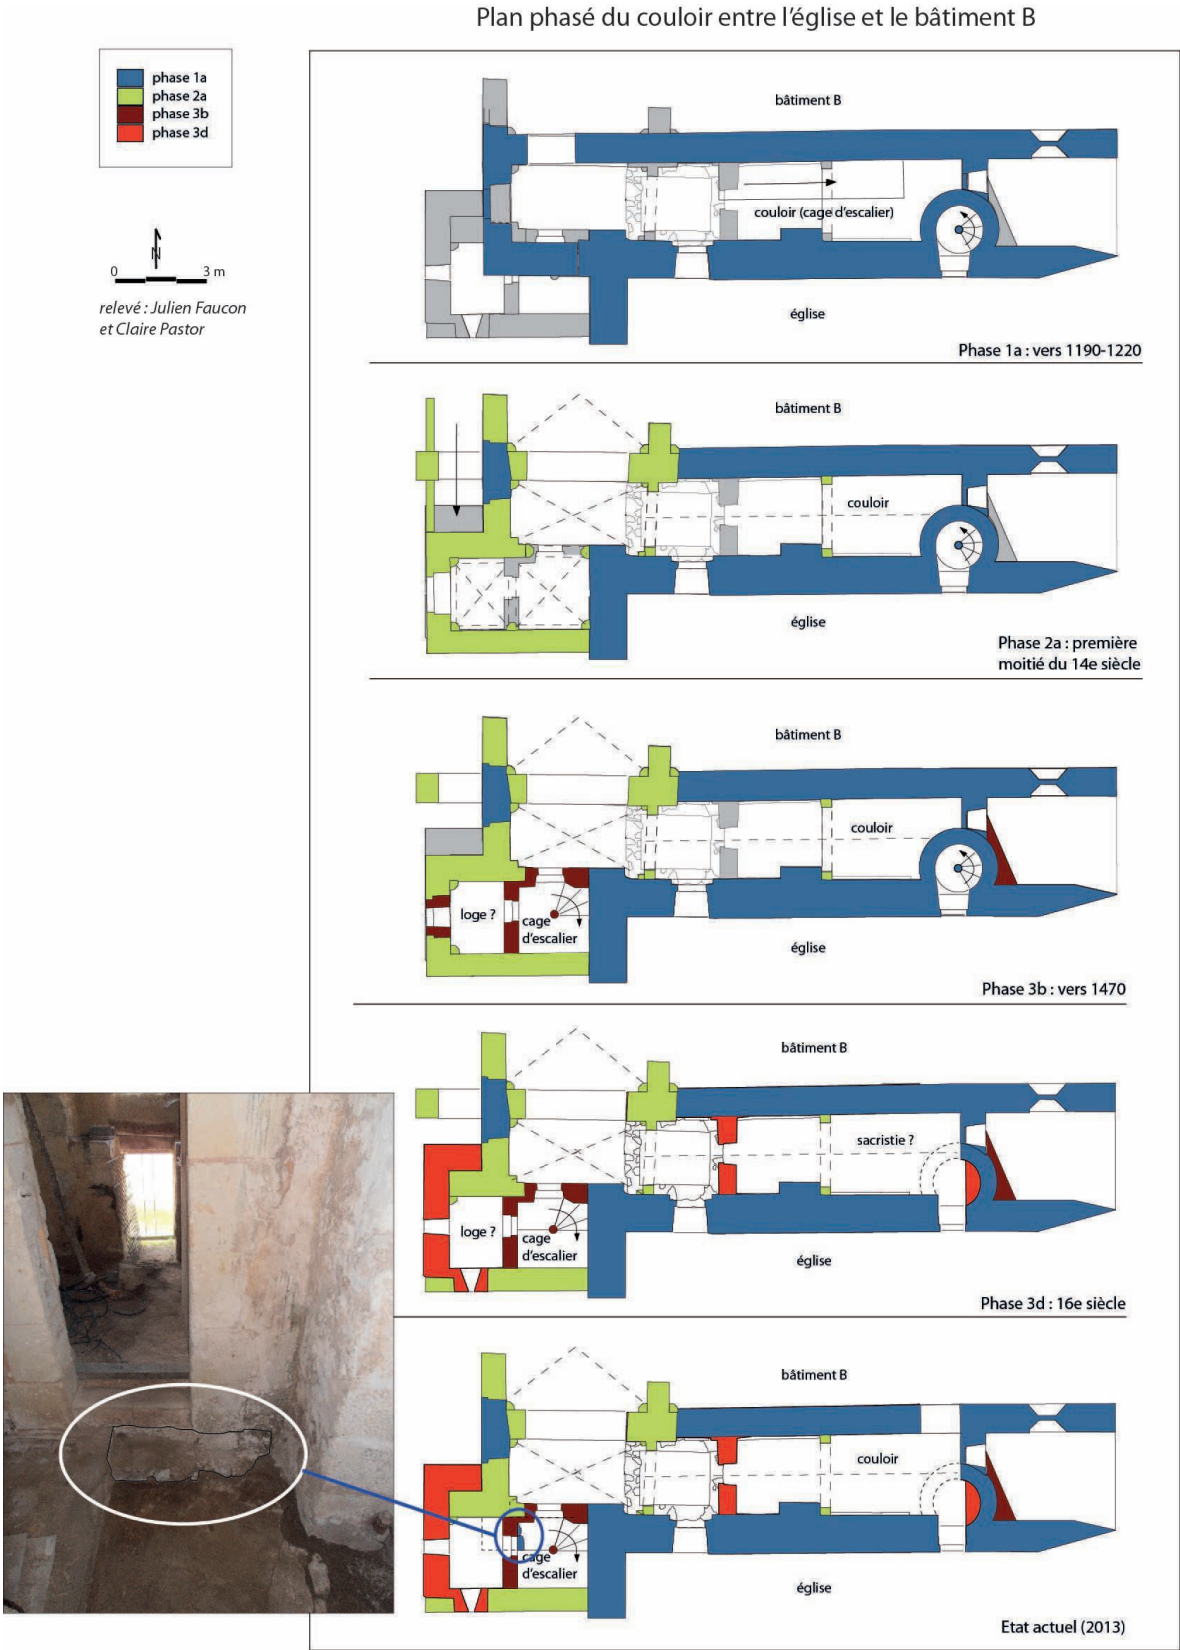 Plan phasé du couloir entre l'église et le bâtiment B
phase 1a
phase 2a
phase 3b
phase 3d
N
0 3 m
relevé : Julien Faucon
et Claire Pastor
bâtiment B
couloir (cage d'escalier)
église
Phase 1a : vers 1190-1220
bâtiment B
couloir
église
Phase 2a : première
moitié du 14e siècle
bâtiment B
couloir
loge ?
cage
d'escalier
église
Phase 3b : vers 1470
bâtiment B
sacristie ?
loge ?
cage
d'escalier
église
Phase 3d : 16e siècle
bâtiment B
couloir
cage
d'escalier
église
Etat actuel (2013)